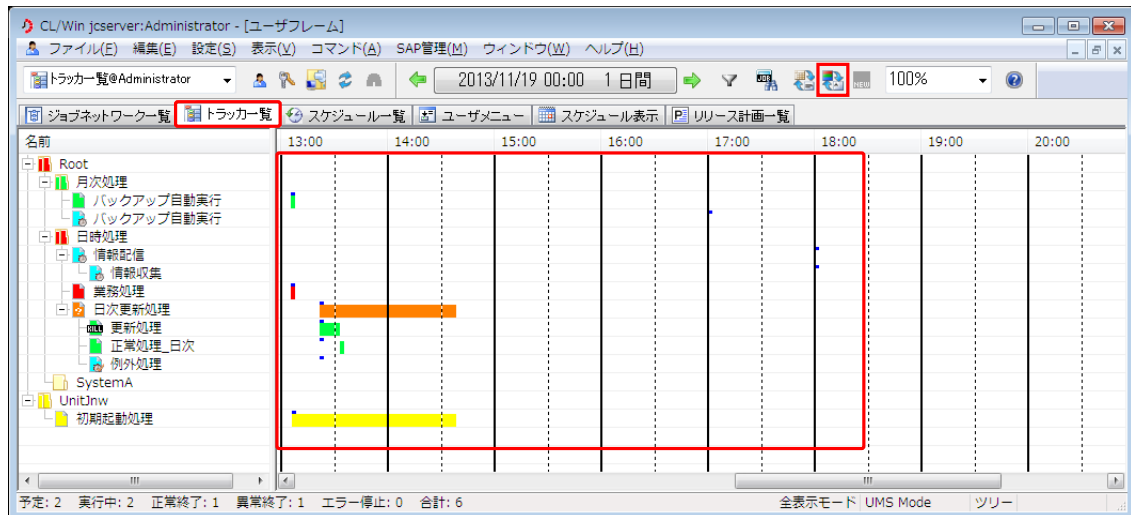 CL/Win jcserver:Administrator - [ユーザフレーム]
ファイル(F) 編集(E) 設定(S) 表示(V) コマンド(A) SAP管理(M) ウィンドウ(W) ヘルプ(H)
トラッカー覧@Administrator 2013/11/19 00:00 1 日間 NEW 100%
ジョブネットワーク一覧 トラッカ一覧 スケジュール一覧 ユーザメニュー スケジュール表示 リリース計画一覧
名前 13:00 14:00 15:00 16:00 17:00 18:00 19:00 20:00
Root
月次処理
バックアップ自動実行
バックアップ自動実行
日時処理
情報配信
情報収集
業務処理
日次更新処理
KILL 更新処理
正常処理_日次
例外処理
SystemA
UnitJnw
初期起動処理
予定: 2 実行中: 2 正常終了: 1 異常終了: 1 エラー停止: 0 合計: 6 全表示モード UMS Mode ツリー